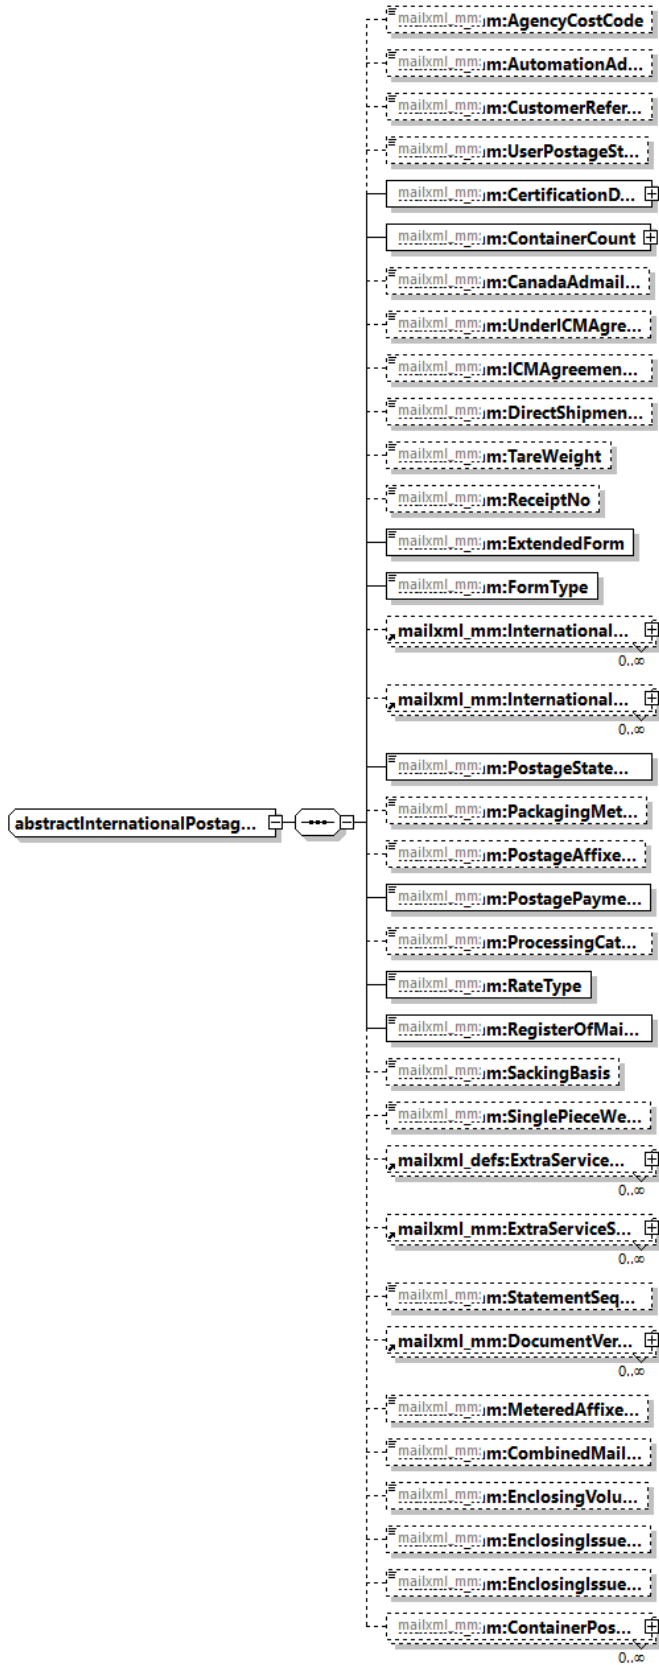 mailxml_mm:m:AgencyCostCode
mailxml_mm:m:AutomationAd...
mailxml_mm:m:CustomerRefer...
mailxml_mm:m:UserPostageSt...
mailxml_mm:m:CertificationD...
mailxml_mm:m:ContainerCount
mailxml_mm:m:CanadaAdmail...
mailxml_mm:m:UnderICMAgre...
mailxml_mm:m:ICMAgreemen...
mailxml_mm:m:DirectShipmen...
mailxml_mm:m:TareWeight
mailxml_mm:m:ReceiptNo
mailxml_mm:m:ExtendedForm
mailxml_mm:m:FormType
mailxml_mm:International...
0..∞
mailxml_mm:International...
0..∞
mailxml_mm:m:PostageState...
abstractInternationalPostag...
mailxml_mm:m:PackagingMet...
mailxml_mm:m:PostageAffixe...
mailxml_mm:m:PostagePayme...
mailxml_mm:m:ProcessingCat...
mailxml_mm:m:RateType
mailxml_mm:m:RegisterOfMai...
mailxml_mm:m:SackingBasis
mailxml_mm:m:SinglePieceWe...
mailxml_defs:ExtraService...
0..∞
mailxml_mm:ExtraServiceS...
0..∞
mailxml_mm:m:StatementSeq...
mailxml_mm:DocumentVer...
0..∞
mailxml_mm:m:MeteredAffixe...
mailxml_mm:m:CombinedMail...
mailxml_mm:m:EnclosingVolu...
mailxml_mm:m:EnclosingIssue...
mailxml_mm:m:EnclosingIssue...
mailxml_mm:m:ContainerPos...
0..∞